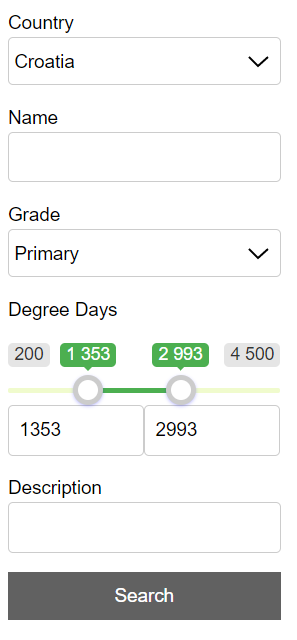 Country
Croatia
Name
Grade
Primary
Degree Days
200 1 353 2 993 4 500
1353 2993
Description
Search